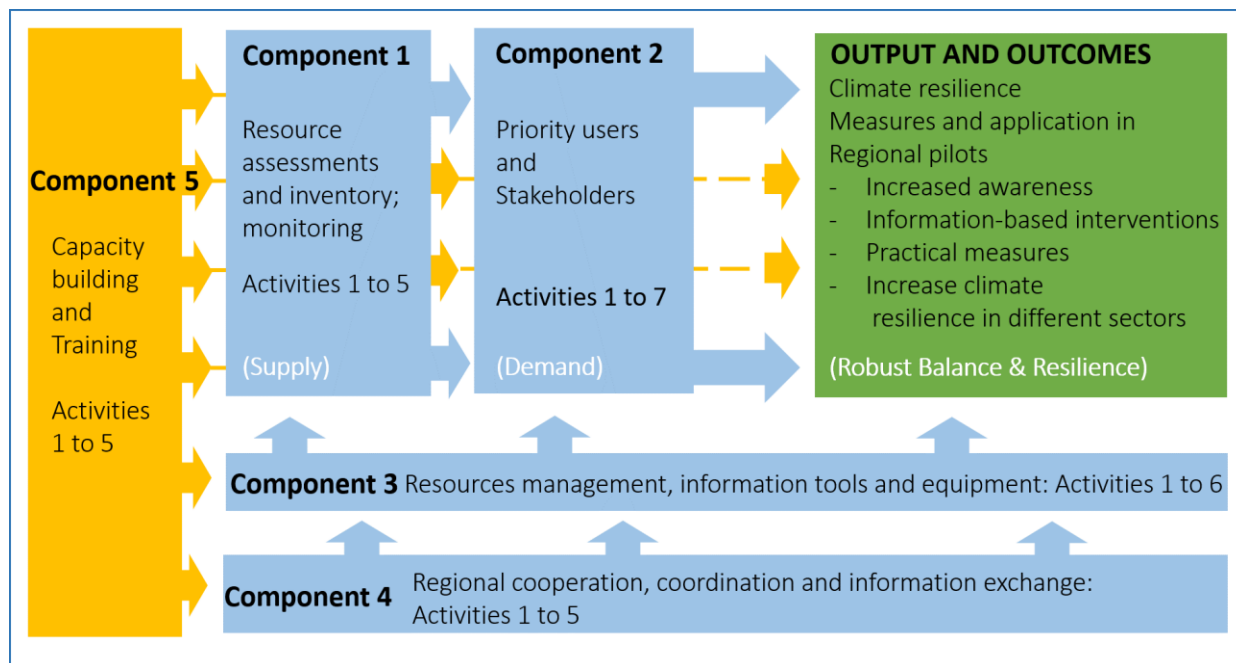 Component 5
Capacity
building
and
Training
Activities
1 to 5
Component 1
Resource
assessments
and inventory;
monitoring
Activities 1 to 5
(Supply)
Component 2
Priority users
and
Stakeholders
Activities 1 to 7
(Demand)
OUTPUT AND OUTCOMES
Climate resilience
Measures and application in
Regional pilots
- Increased awareness
- Information-based interventions
- Practical measures
- Increase climate
resilience in different sectors
(Robust Balance & Resilience)
Component 3 Resources management, information tools and equipment: Activities 1 to 6
Component 4 Regional cooperation, coordination and information exchange:
Activities 1 to 5